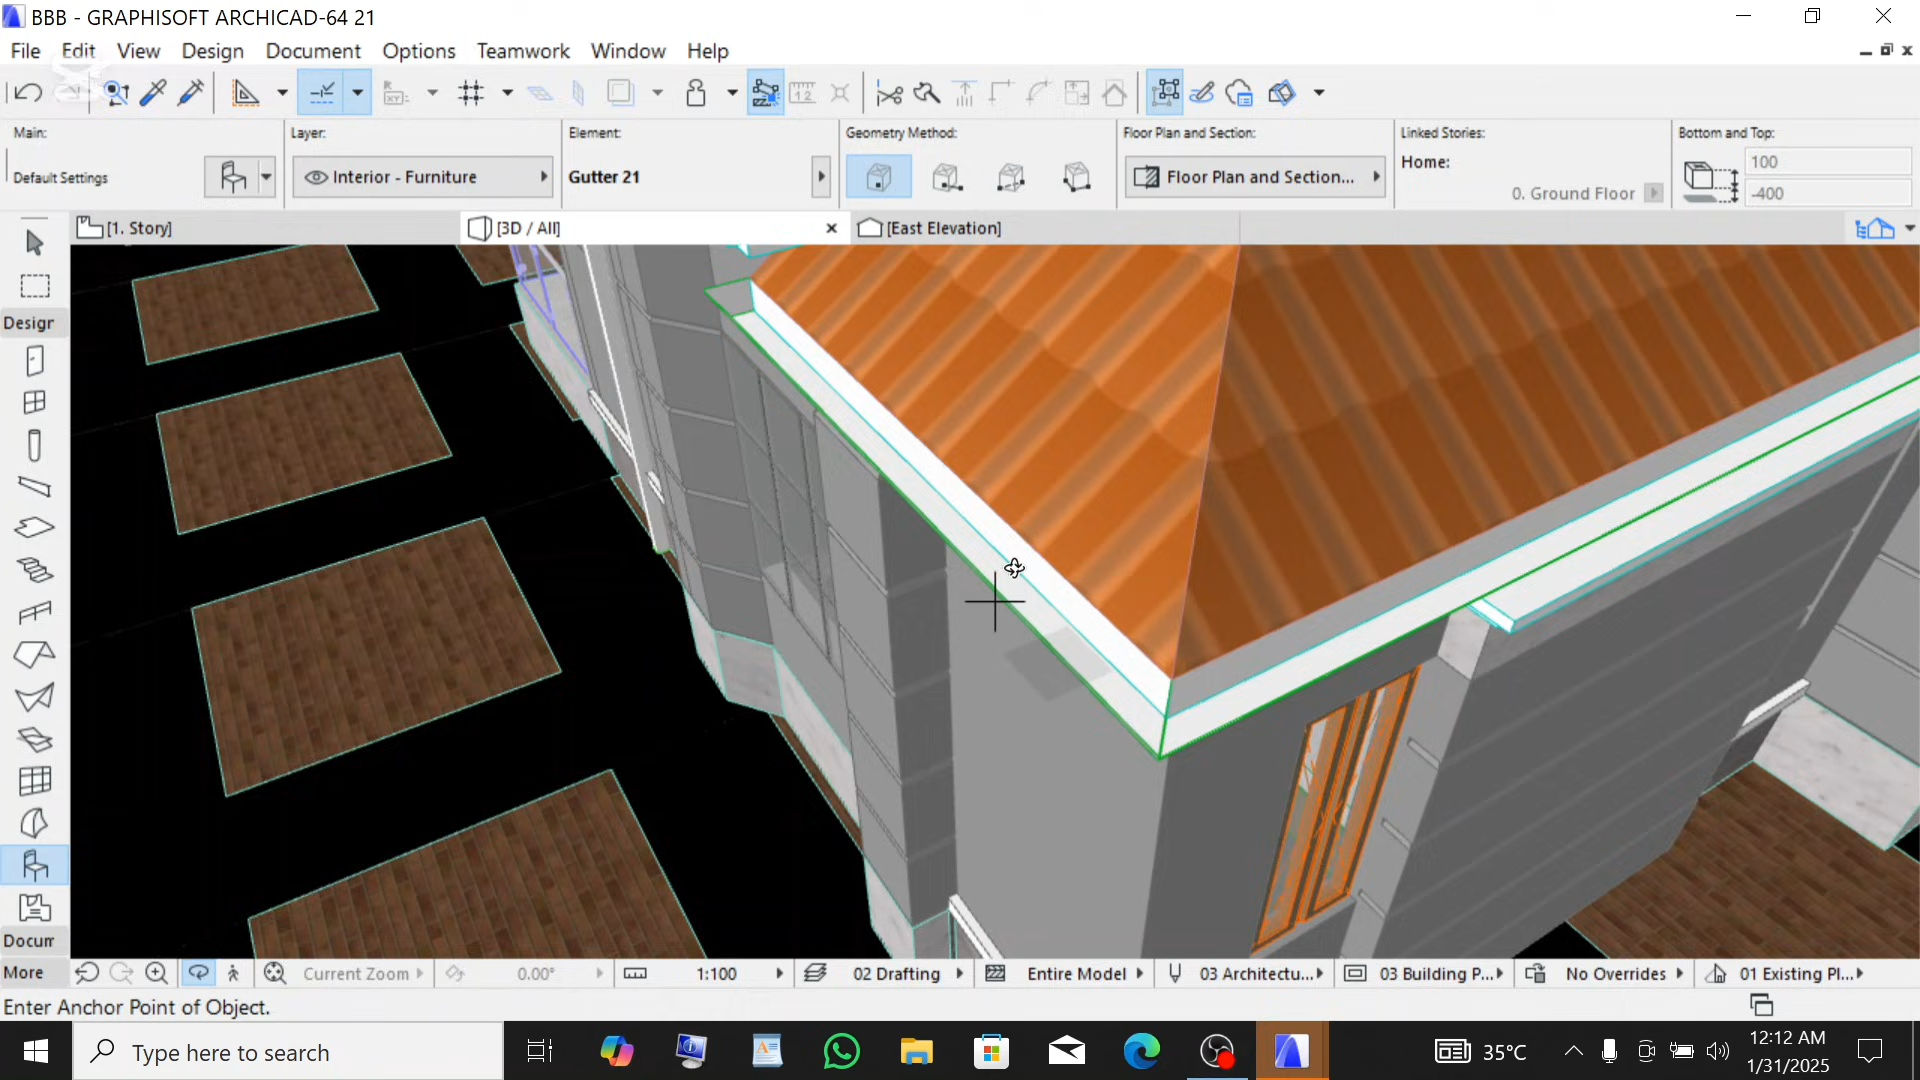 BBB - GRAPHISOFT ARCHICAD-64 21
File Edit View Design Document Options Teamwork Window Help
Main: Layer: Element: Geometry Method: Floor Plan and Section: Linked Stories: Bottom and Top:
Default Settings Interior - Furniture Gutter 21 Floor Plan and Section... Home: 100
0. Ground Floor -400
[1. Story] [3D / All] [East Elevation]
Design
Docum
More Current Zoom 0.00° 1:100 02 Drafting Entire Model 03 Architectu... 03 Building P... No Overrides 01 Existing Pl...
Enter Anchor Point of Object.
Type here to search 35°C 12:12 AM
1/31/2025